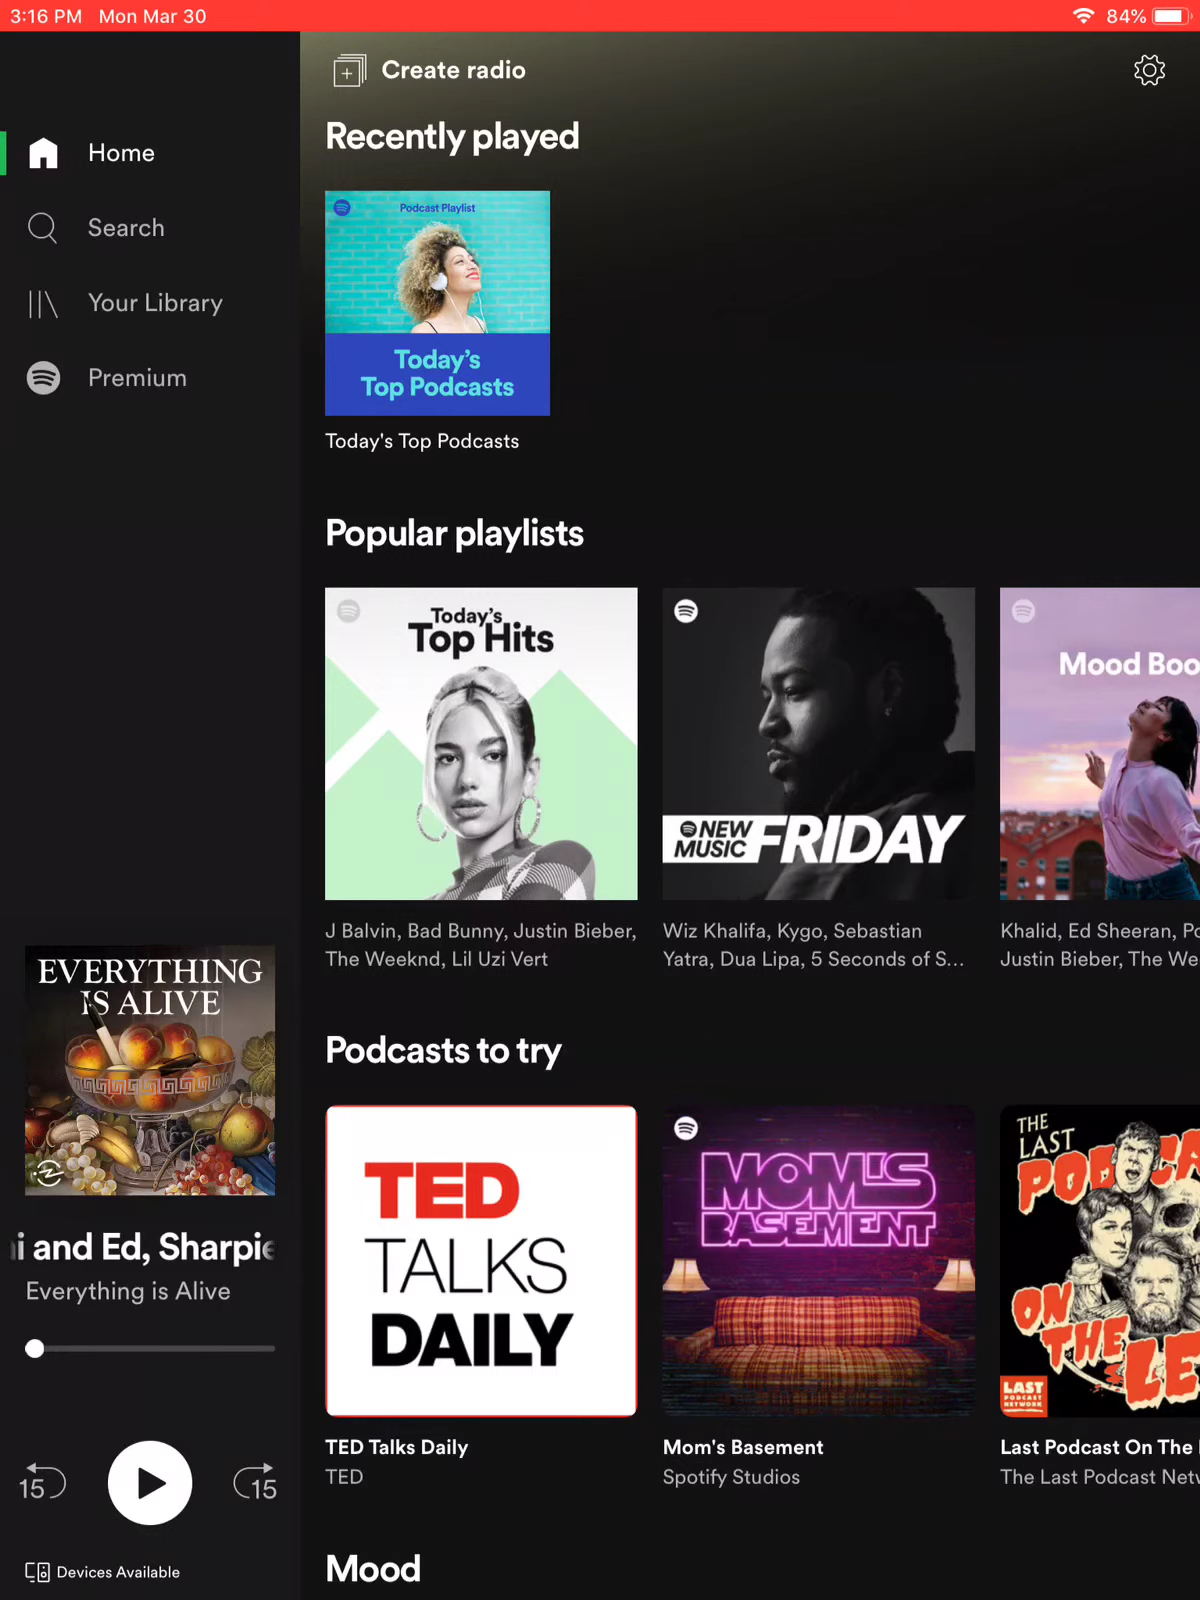 3:16 PM Mon Mar 30
84%
Create radio
Home
Search
Your Library
Premium
Recently played
Podcast Playlist
Today's
Top Podcasts
Today's Top Podcasts
Popular playlists
Today's
Top Hits
J Balvin, Bad Bunny, Justin Bieber,
The Weeknd, Lil Uzi Vert
NEW
MUSIC FRIDAY
Wiz Khalifa, Kygo, Sebastian
Yatra, Dua Lipa, 5 Seconds of S...
Mood Boo
Khalid, Ed Sheeran, Po
Justin Bieber, The We
Podcasts to try
TED
TALKS
DAILY
TED Talks Daily
TED
MOM'S
BASEMENT
Mom's Basement
Spotify Studios
THE
LAST
PODCA
ON
THE
LE
LAST
PODCAST
NETWORK
Last Podcast On The
The Last Podcast Netw
Mood
EVERYTHING
IS ALIVE
i and Ed, Sharpie
Everything is Alive
15
15
Devices Available